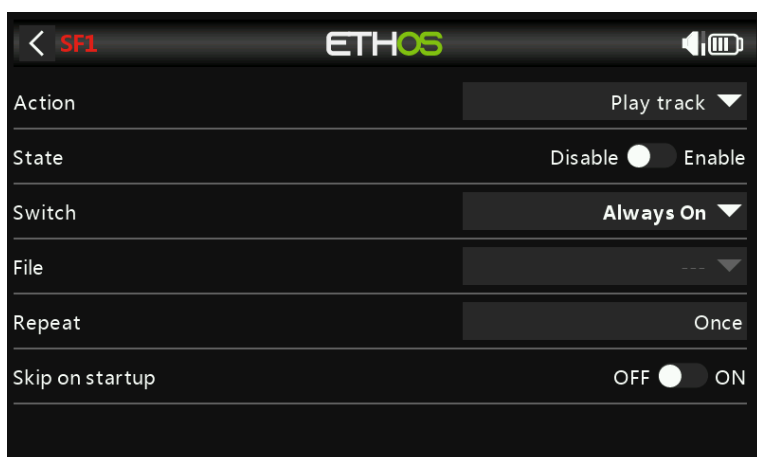 SF1 ETHOS
Action Play track
State Disable Enable
Switch Always On
File ---
Repeat Once
Skip on startup OFF ON